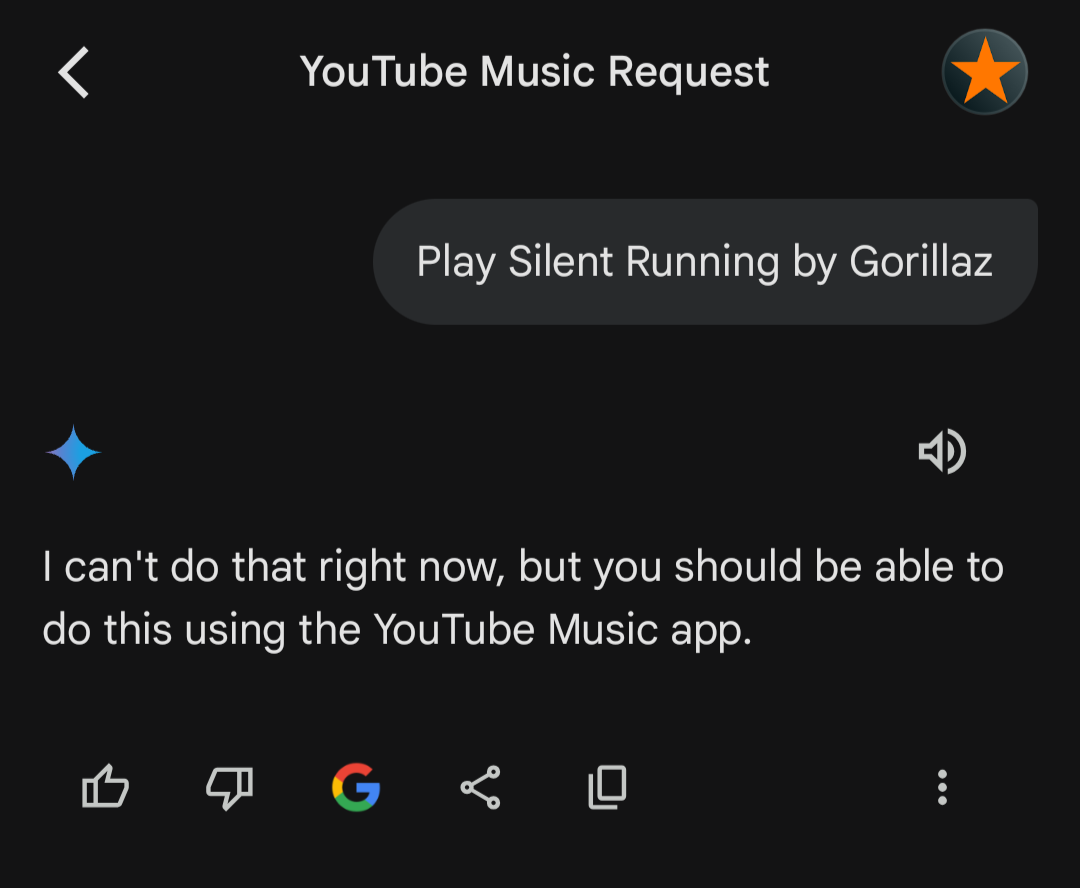 YouTube Music Request
Play Silent Running by Gorillaz
I can't do that right now, but you should be able to
do this using the YouTube Music app.